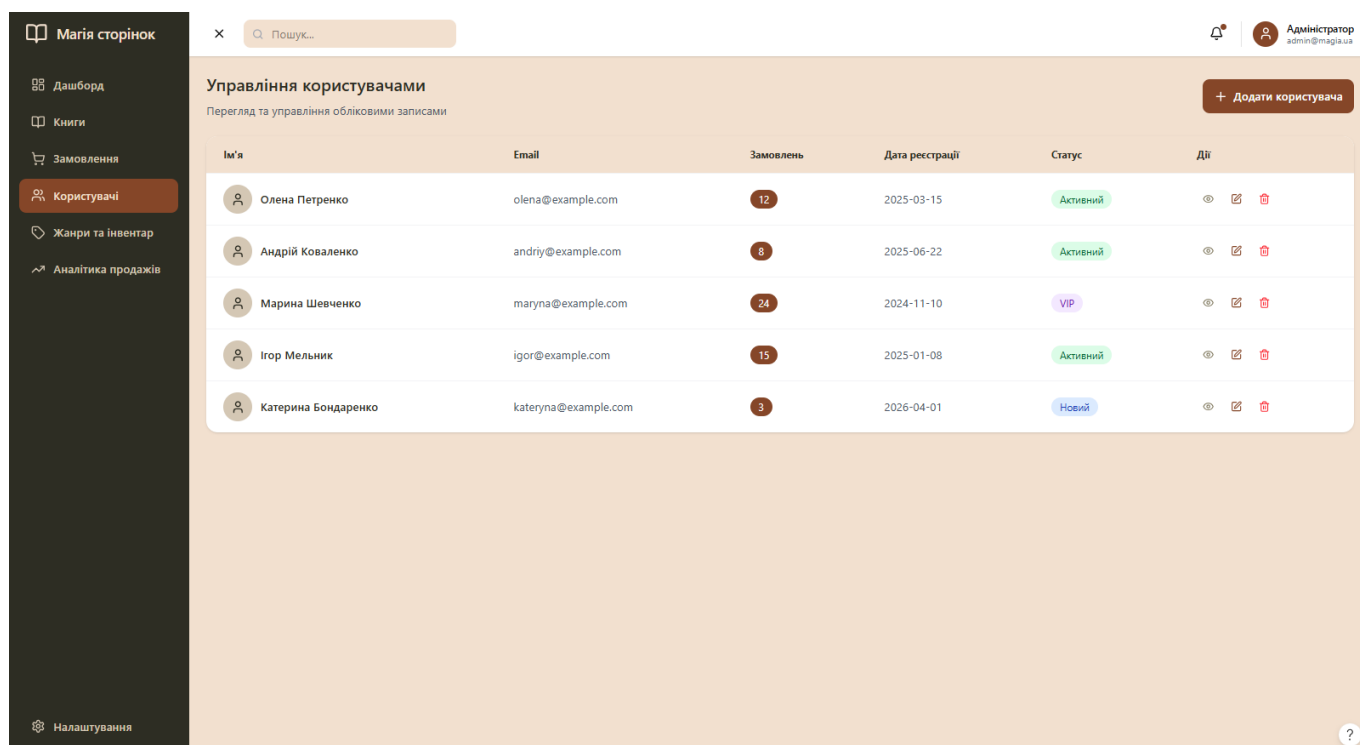 Магія сторінок
Пошук...
Адміністратор
admin@magia.ua
Дашборд
Книги
Замовлення
Користувачі
Жанри та інвентар
Аналітика продажів
Налаштування
Управління користувачами
Перегляд та управління обліковими записами
+ Додати користувача
Ім'я Email Замовлень Дата реєстрації Статус Дії
Олена Петренко olena@example.com 12 2025-03-15 Активний
Андрій Коваленко andriy@example.com 8 2025-06-22 Активний
Марина Шевченко maryna@example.com 24 2024-11-10 VIP
Ігор Мельник igor@example.com 15 2025-01-08 Активний
Катерина Бондаренко kateryna@example.com 3 2026-04-01 Новий
?